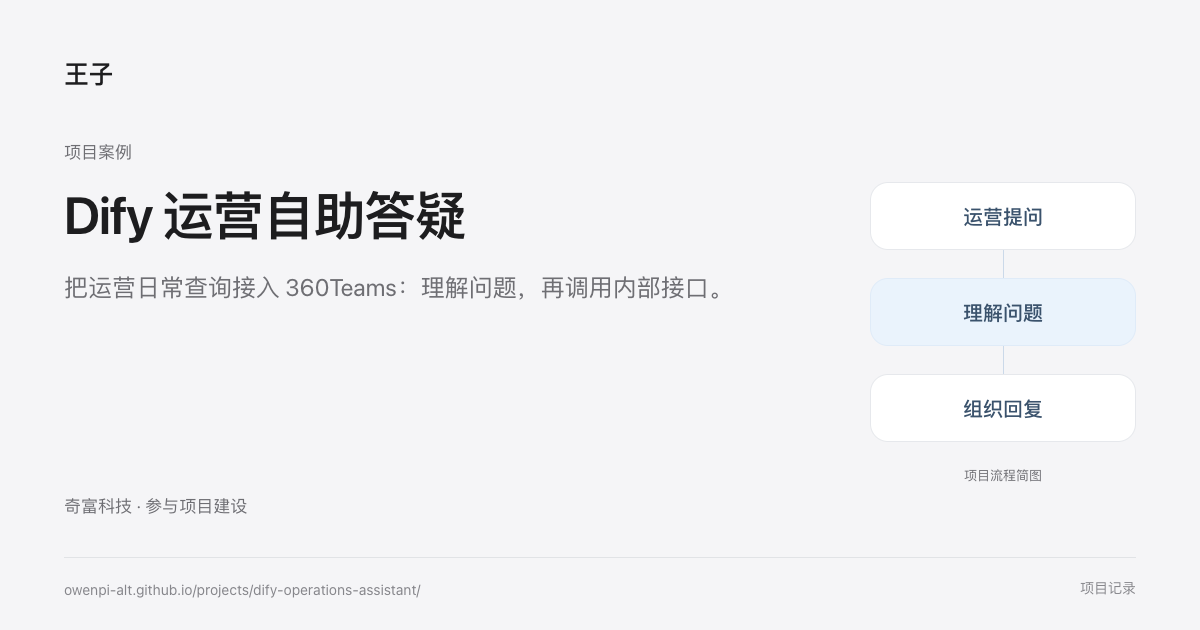 王子
项目案例
Dify 运营自助答疑
把运营日常查询接入 360Teams：理解问题，再调用内部接口。
运营提问
理解问题
组织回复
项目流程简图
奇富科技 · 参与项目建设
owenpi-alt.github.io/projects/dify-operations-assistant/
项目记录